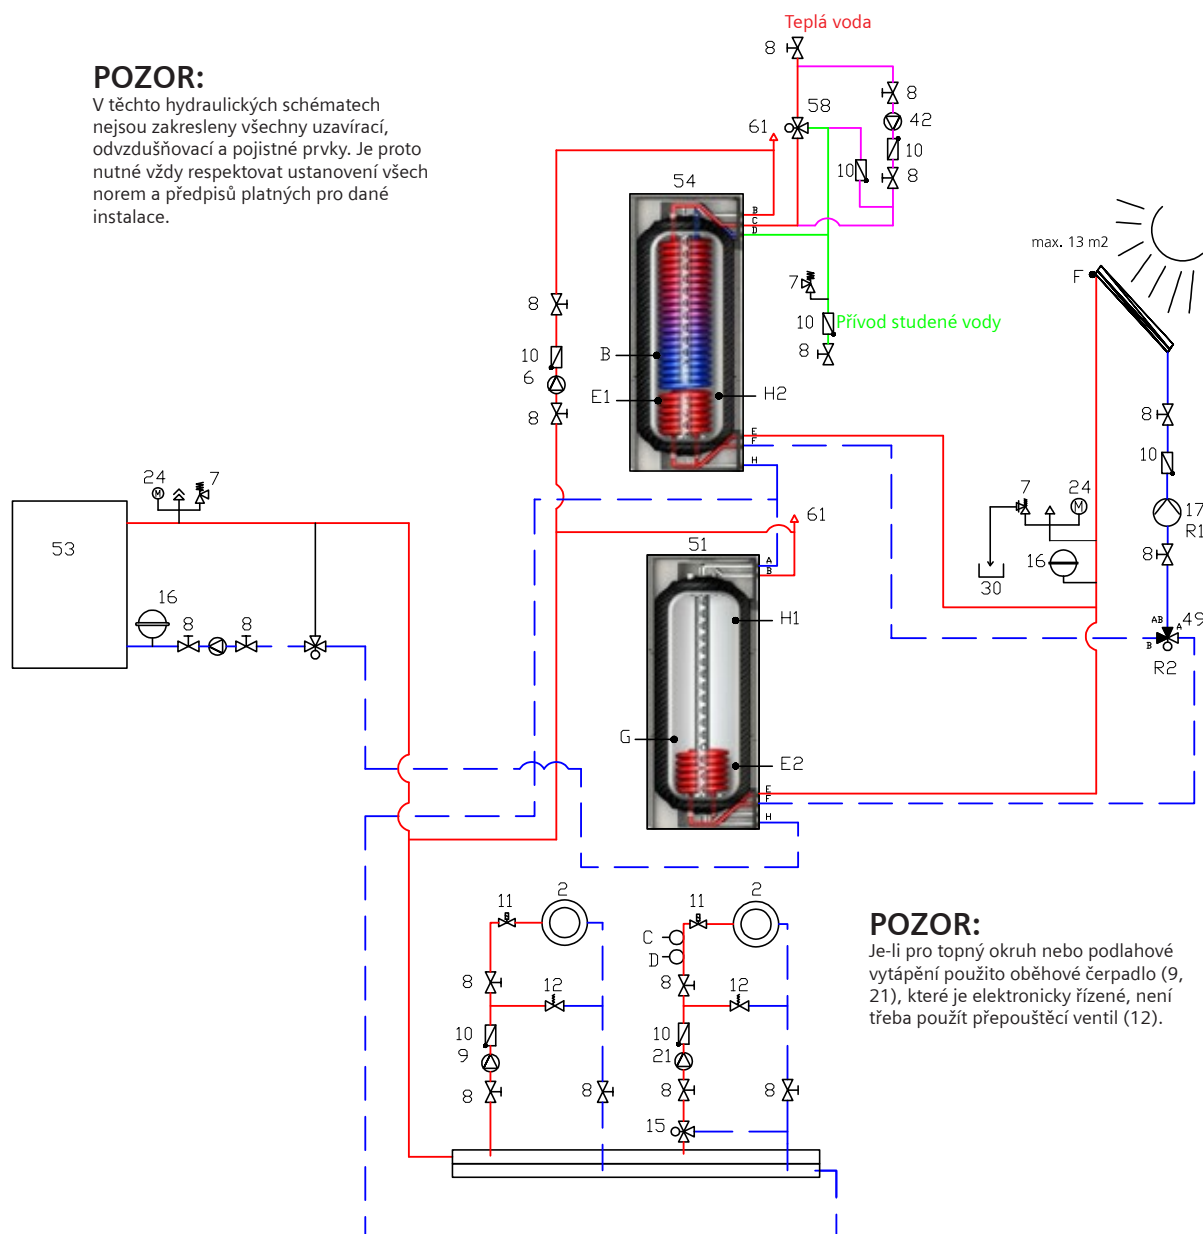 Teplá voda
8
POZOR:
V těchto hydraulických schématech
nejsou zakresleny všechny uzavírací,
odvzdušňovací a pojistné prvky. Je proto
nutné vždy respektovat ustanovení všech
norem a předpisů platných pro dané
instalace.
8
58
42
61
10
10
8
54
B
C
D
max. 13 m2
F
7
8
10
Přívod studené vody
8
10
B
6
E1
H2
8
8
E
F
H
10
24
7
7
24
17
R1
61
53
51
A
B
8
16
30
16
8
8
H1
AB
A
49
B
R2
G
E2
E
F
H
2
2
11
11
C
D
8
12
8
12
10
10
9
21
8
8
8
8
15
POZOR:
Je-li pro topný okruh nebo podlahové
vytápění použito oběhové čerpadlo (9,
21), které je elektronicky řízené, není
třeba použít přepouštěcí ventil (12).